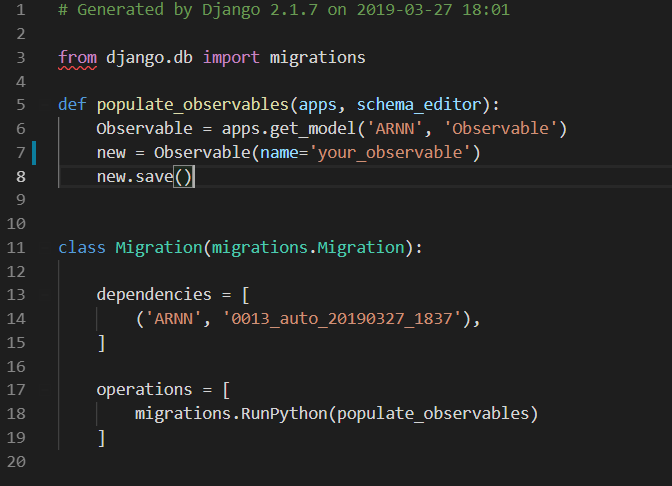 1 # Generated by Django 2.1.7 on 2019-03-27 18:01
2
3 from django.db import migrations
4
5 def populate_observables(apps, schema_editor):
6     Observable = apps.get_model('ARNN', 'Observable')
7     new = Observable(name='your_observable')
8     new.save()
9
10
11 class Migration(migrations.Migration):
12
13     dependencies = [
14         ('ARNN', '0013_auto_20190327_1837'),
15     ]
16
17     operations = [
18         migrations.RunPython(populate_observables)
19     ]
20